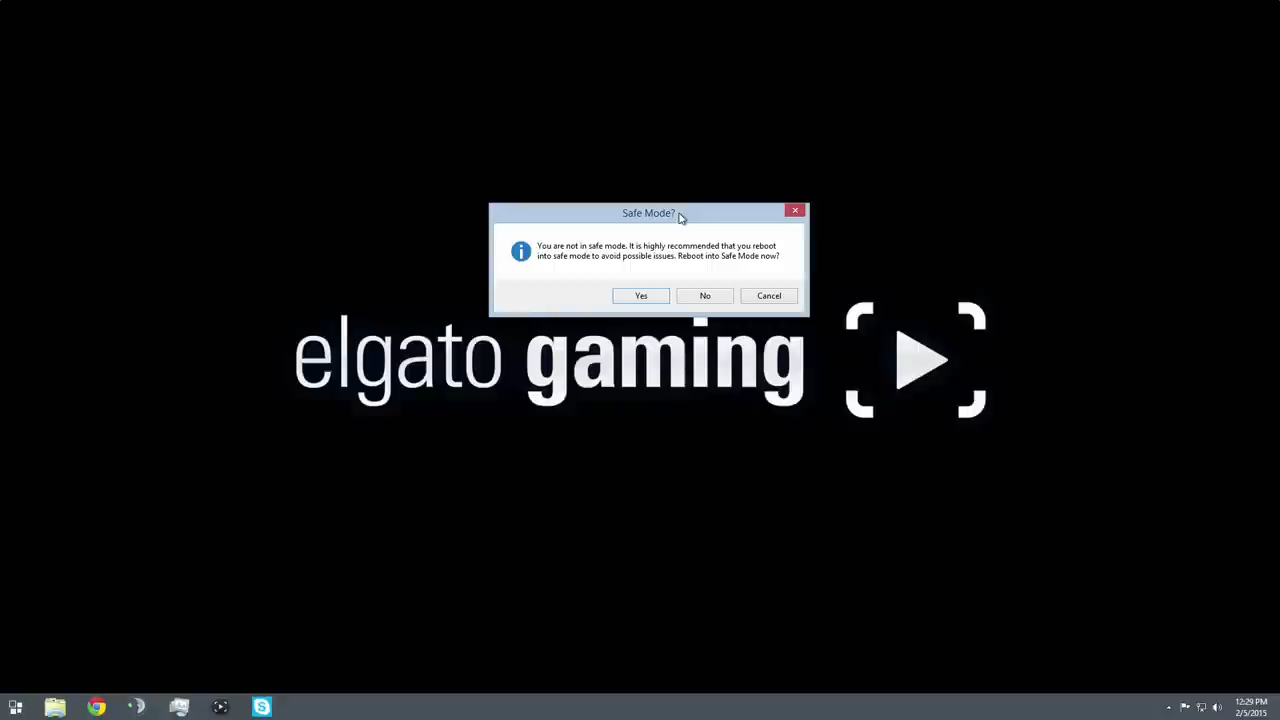 Safe Mode?
You are not in safe mode. It is highly recommended that you reboot
into safe mode to avoid possible issues. Reboot into Safe Mode now?
Yes No Cancel
elgato gaming
12:29 PM
2/5/2015